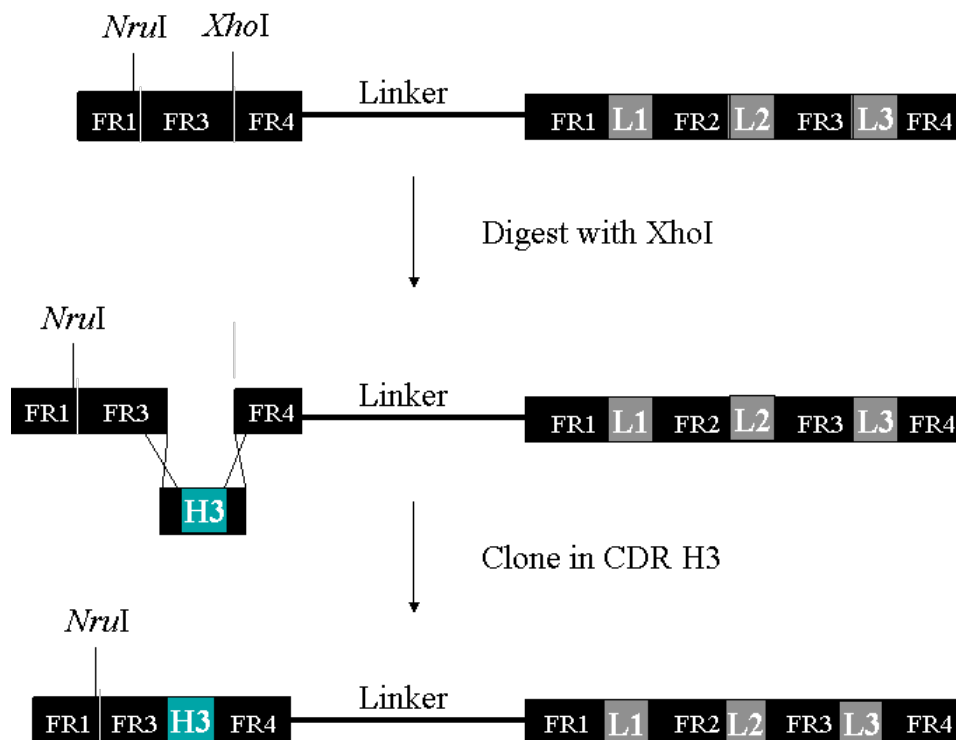 NruI XhoI
Linker
FR1 FR3 FR4 FR1 L1 FR2 L2 FR3 L3 FR4
Digest with XhoI
NruI
Linker
FR1 FR3 FR4 FR1 L1 FR2 L2 FR3 L3 FR4
H3
Clone in CDR H3
NruI
Linker
FR1 FR3 H3 FR4 FR1 L1 FR2 L2 FR3 L3 FR4